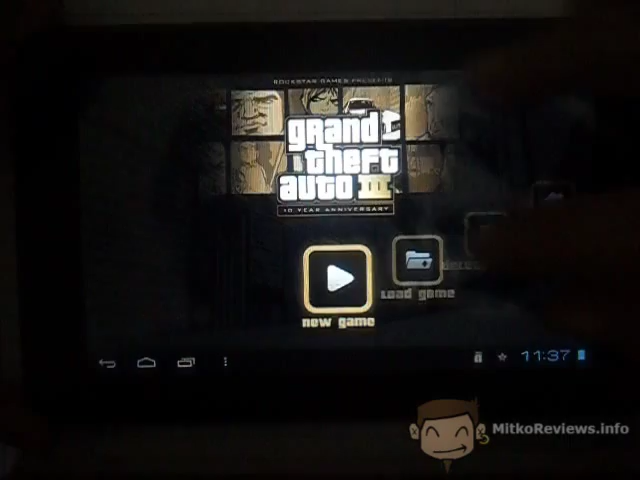 ROCKSTAR GAMES PRESENTS
grand
theft
auto III
10 YEAR ANNIVERSARY
Load game
new game
11:37
MitkoReviews.info